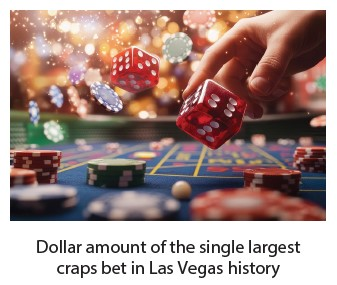 Dollar amount of the single largest
craps bet in Las Vegas history